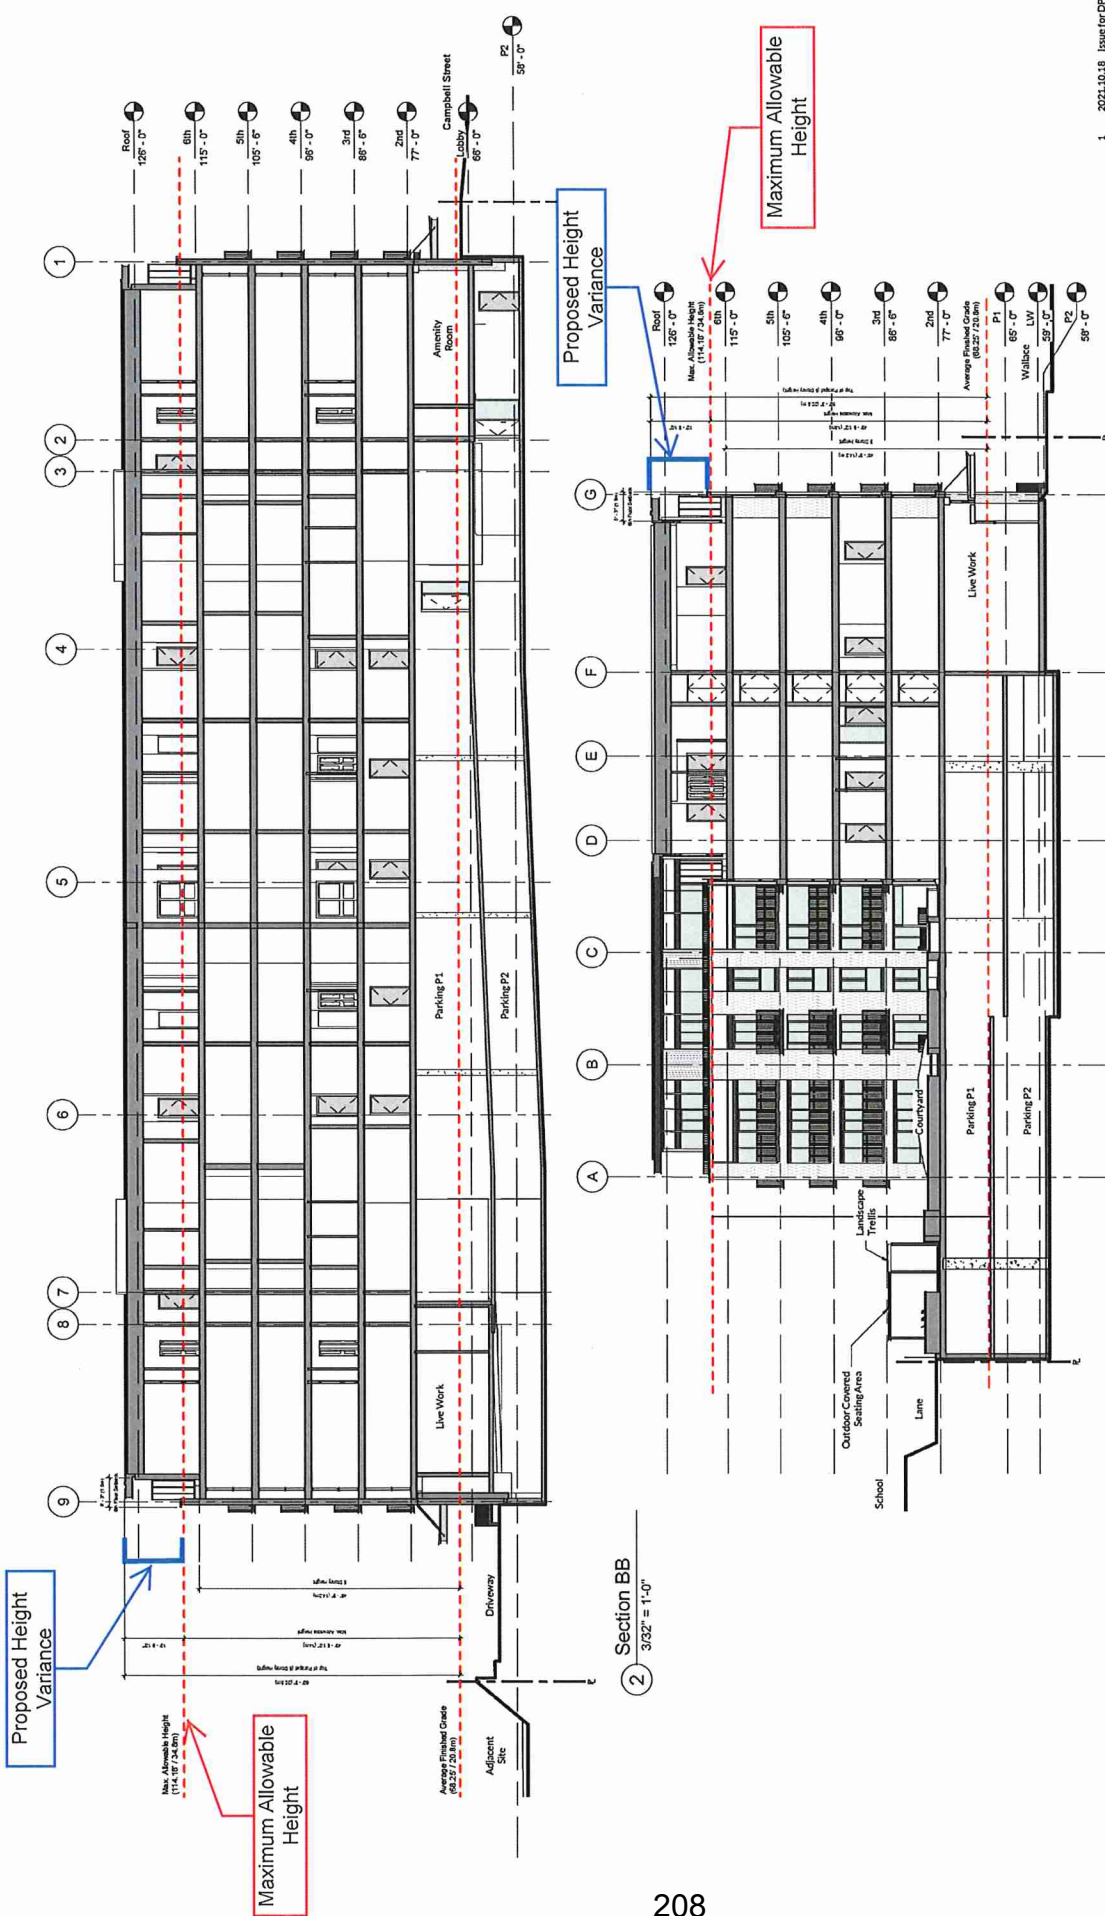 Proposed Height
Variance
Maximum Allowable
Height
Max. Allowable Height
(114.18' / 34.8m)
Average Finished Grade
(68.25' / 20.8m)
Adjacent
Site
Driveway
9
8
7
6
5
4
3
2
1
Live Work
Parking P1
Parking P2
Amenity
Room
Roof
126' - 0"
6th
115' - 0"
5th
105' - 6"
4th
96' - 0"
3rd
86' - 6"
2nd
77' - 0"
Campbell Street
Lobby
66' - 0"
P2
58' - 0"
2
Section BB
3/32" = 1'-0"
Proposed Height
Variance
Maximum Allowable
Height
A
B
C
D
E
F
G
School
Lane
Outdoor Covered
Seating Area
Landscape
Trellis
Courtyard
Parking P1
Parking P2
Live Work
Roof
126' - 0"
Max. Allowable Height
(114.18' / 34.8m)
6th
115' - 0"
5th
105' - 6"
4th
96' - 0"
3rd
86' - 6"
2nd
77' - 0"
Average Finished Grade
(68.25' / 20.8m)
P1
65' - 0"
Wallace
LW
59' - 0"
P2
58' - 0"
1 2021.10.18 Issue for DP
208